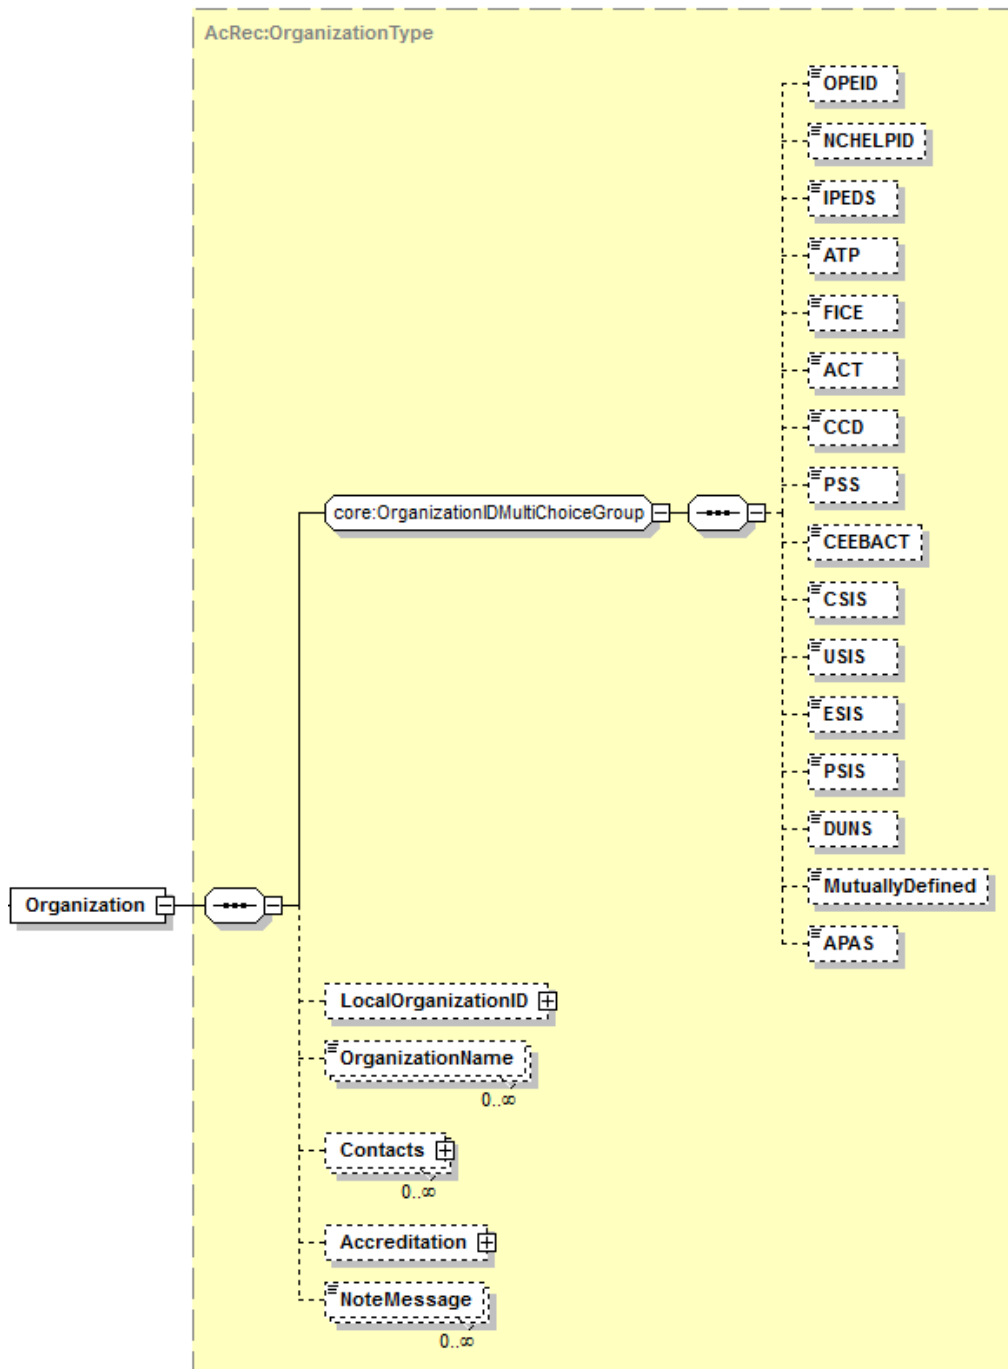 AcRec:OrganizationType
OPEID
NCHELPID
IPEDS
ATP
FICE
ACT
CCD
PSS
core:OrganizationIDMultiChoiceGroup
CEEBACT
CSIS
USIS
ESIS
PSIS
DUNS
MutuallyDefined
Organization
APAS
LocalOrganizationID
OrganizationName
0..∞
Contacts
0..∞
Accreditation
NoteMessage
0..∞